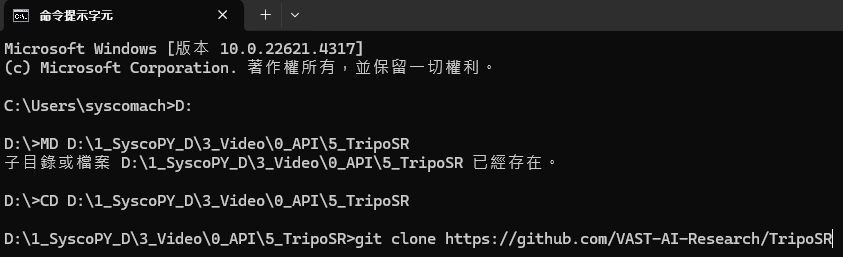 命令提示字元
Microsoft Windows [版本 10.0.22621.4317]
(c) Microsoft Corporation. 著作權所有，並保留一切權利。
C:\Users\syscomach>D:
D:\>MD D:\1_SyscoPY_D\3_Video\0_API\5_TripoSR
子目錄或檔案 D:\1_SyscoPY_D\3_Video\0_API\5_TripoSR 已經存在。
D:\>CD D:\1_SyscoPY_D\3_Video\0_API\5_TripoSR
D:\1_SyscoPY_D\3_Video\0_API\5_TripoSR>git clone https://github.com/VAST-AI-Research/TripoSR